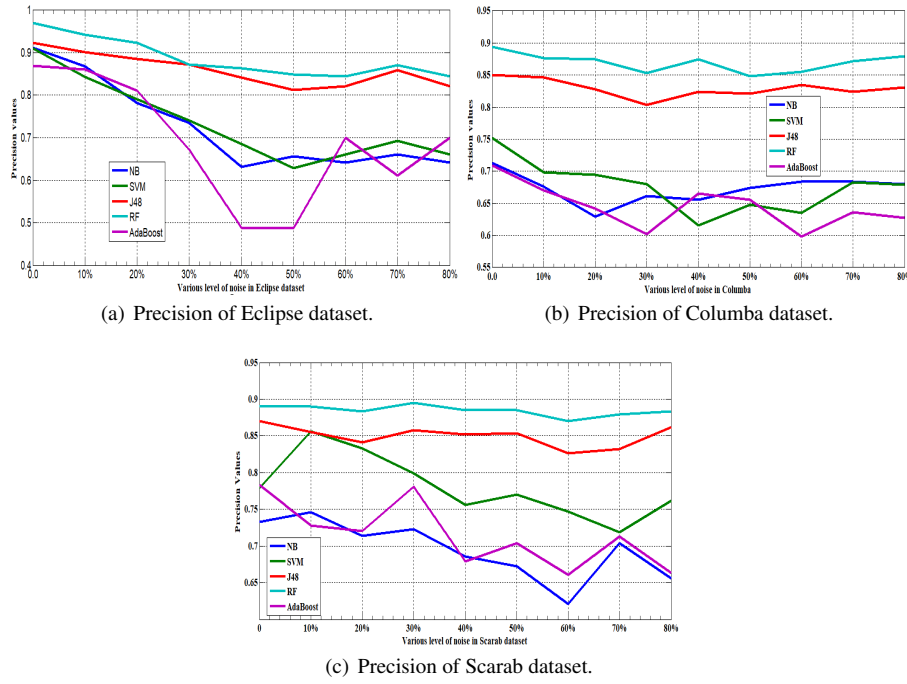 1
0.9
0.8
0.7
0.6
0.5
0.4
Precision values
NB
SVM
J48
RF
AdaBoost
0.0 10% 20% 30% 40% 50% 60% 70% 80%
Various level of noise in Eclipse dataset
(a) Precision of Eclipse dataset.
0.95
0.9
0.85
0.8
0.75
0.7
0.65
0.6
0.55
Precision values
NB
SVM
J48
RF
AdaBoost
0.0 10% 20% 30% 40% 50% 60% 70% 80%
Various level of noise in Columba
(b) Precision of Columba dataset.
0.95
0.9
0.85
0.8
0.75
0.7
0.65
Precision Values
NB
SVM
J48
RF
AdaBoost
0 10% 20% 30% 40% 50% 60% 70% 80%
Various level of noise in Scarab dataset
(c) Precision of Scarab dataset.